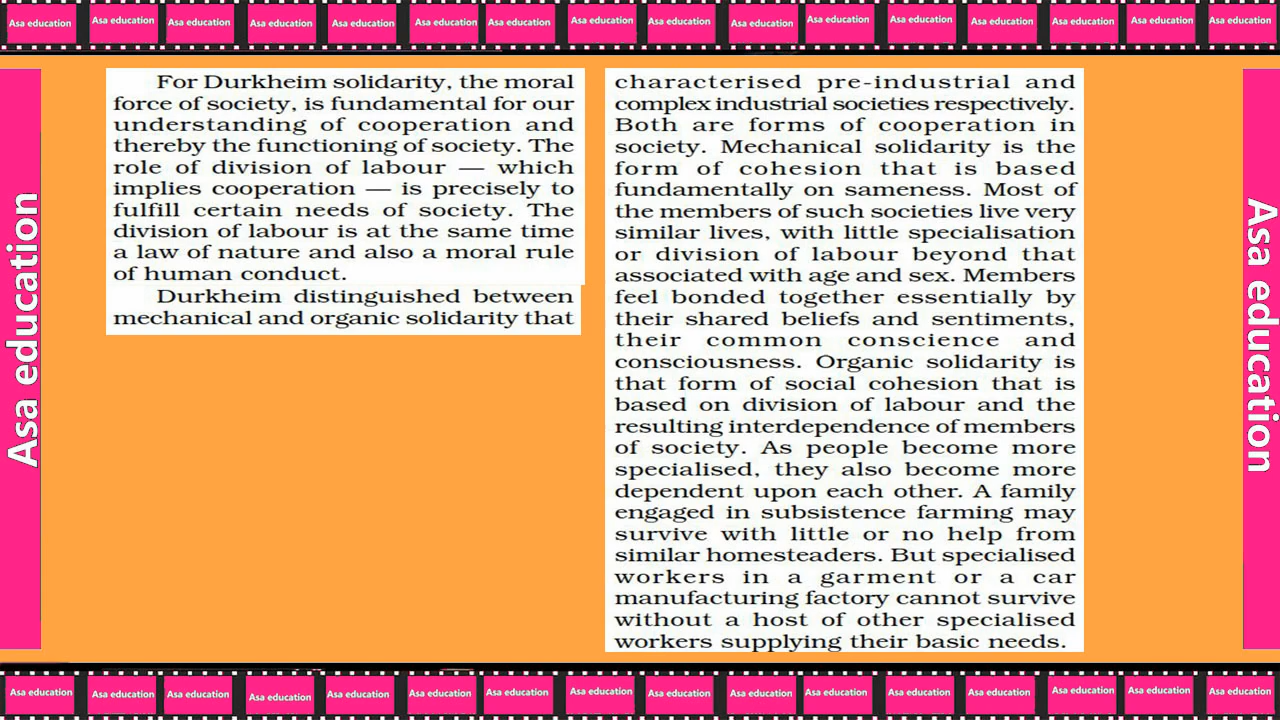 Asa education Asa education Asa education Asa education Asa education Asa education Asa education Asa education Asa education Asa education Asa education Asa education Asa education Asa education Asa education Asa education
Asa education
For Durkheim solidarity, the moral
force of society, is fundamental for our
understanding of cooperation and
thereby the functioning of society. The
role of division of labour — which
implies cooperation — is precisely to
fulfill certain needs of society. The
division of labour is at the same time
a law of nature and also a moral rule
of human conduct.
Durkheim distinguished between
mechanical and organic solidarity that
characterised pre-industrial and
complex industrial societies respectively.
Both are forms of cooperation in
society. Mechanical solidarity is the
form of cohesion that is based
fundamentally on sameness. Most of
the members of such societies live very
similar lives, with little specialisation
or division of labour beyond that
associated with age and sex. Members
feel bonded together essentially by
their shared beliefs and sentiments,
their common conscience and
consciousness. Organic solidarity is
that form of social cohesion that is
based on division of labour and the
resulting interdependence of members
of society. As people become more
specialised, they also become more
dependent upon each other. A family
engaged in subsistence farming may
survive with little or no help from
similar homesteaders. But specialised
workers in a garment or a car
manufacturing factory cannot survive
without a host of other specialised
workers supplying their basic needs.
Asa education
Asa education Asa education Asa education Asa education Asa education Asa education Asa education Asa education Asa education Asa education Asa education Asa education Asa education Asa education Asa education Asa education